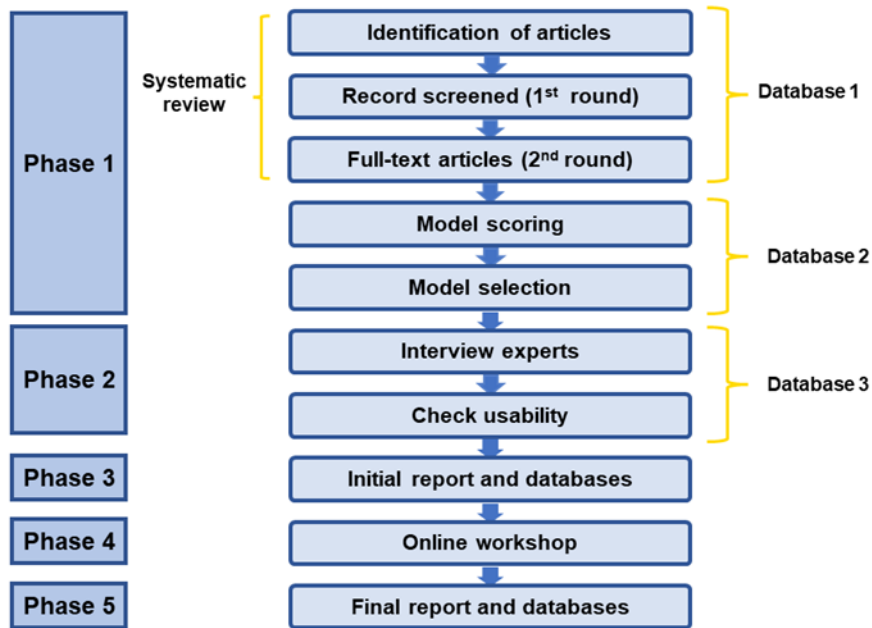 Phase 1
Systematic
review
Identification of articles
Record screened (1st round)
Full-text articles (2nd round)
Database 1
Model scoring
Model selection
Database 2
Phase 2
Interview experts
Check usability
Database 3
Phase 3
Initial report and databases
Phase 4
Online workshop
Phase 5
Final report and databases